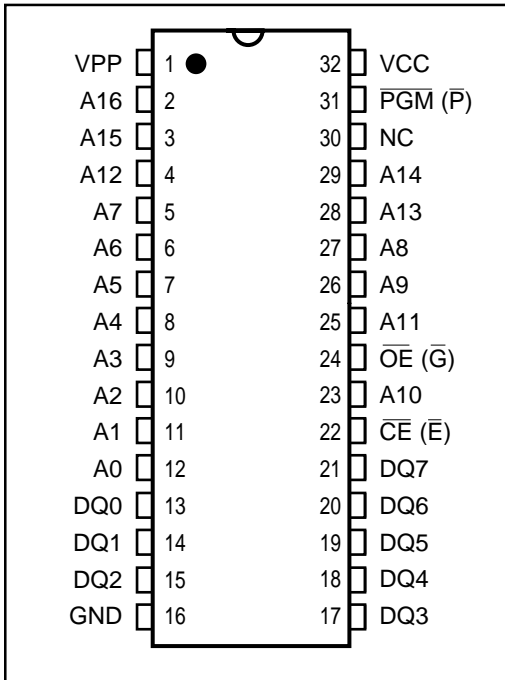 VPP 1 32 VCC
A16 2 31 P̅G̅M̅ (P̅)
A15 3 30 NC
A12 4 29 A14
A7 5 28 A13
A6 6 27 A8
A5 7 26 A9
A4 8 25 A11
A3 9 24 O̅E̅ (G̅)
A2 10 23 A10
A1 11 22 C̅E̅ (E̅)
A0 12 21 DQ7
DQ0 13 20 DQ6
DQ1 14 19 DQ5
DQ2 15 18 DQ4
GND 16 17 DQ3